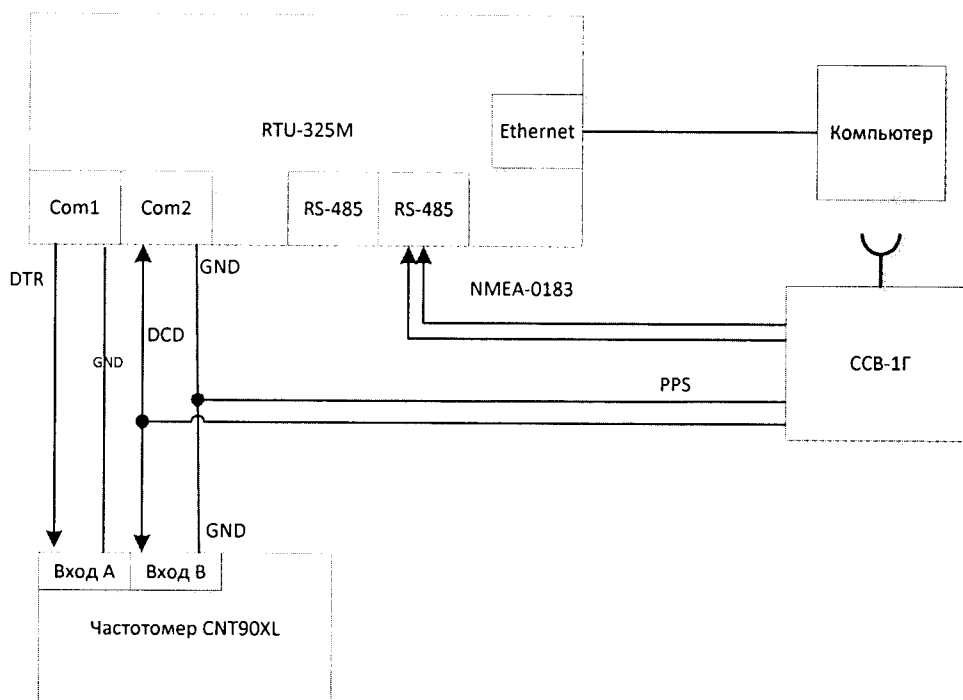 RTU-325M
Ethernet
Компьютер
Com1
Com2
RS-485
RS-485
DTR
GND
GND
DCD
NMEA-0183
ССВ-1Г
PPS
GND
Вход A
Вход B
Частотомер CNT90XL